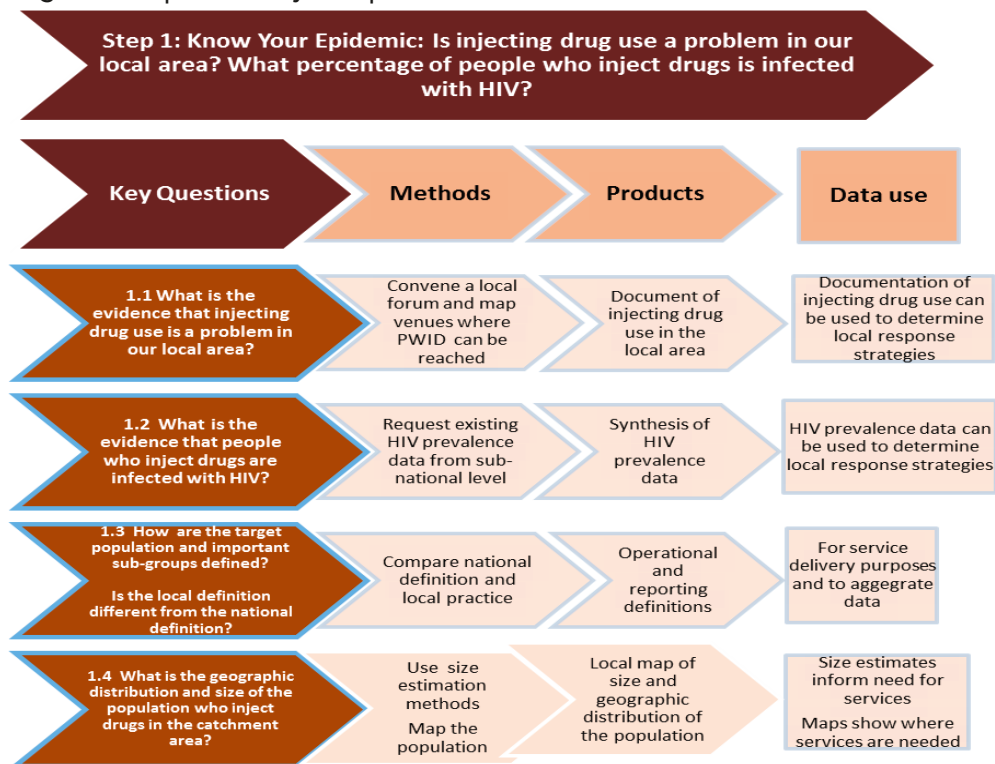 Step 1: Know Your Epidemic: Is injecting drug use a problem in our
local area? What percentage of people who inject drugs is infected
with HIV?
Key Questions
Methods
Products
Data use
1.1 What is the
evidence that injecting
drug use is a problem in
our local area?
Convene a local
forum and map
venues where
PWID can be
reached
Document of
injecting drug
use in the
local area
Documentation of
injecting drug use can
be used to determine
local response
strategies
1.2 What is the
evidence that people
who inject drugs are
infected with HIV?
Request existing
HIV prevalence
data from sub-
national level
Synthesis of
HIV
prevalence
data
HIV prevalence data can
be used to determine
local response strategies
1.3 How are the target
population and important
sub-groups defined?
Is the local definition
different from the national
definition?
Compare national
definition and
local practice
Operational
and
reporting
definitions
For service
delivery purposes
and to aggegrate
data
1.4 What is the geographic
distribution and size of the
population who inject
drugs in the catchment
area?
Use size
estimation
methods
Map the
population
Local map of
size and
geographic
distribution of
the population
Size estimates
inform need for
services
Maps show where
services are needed